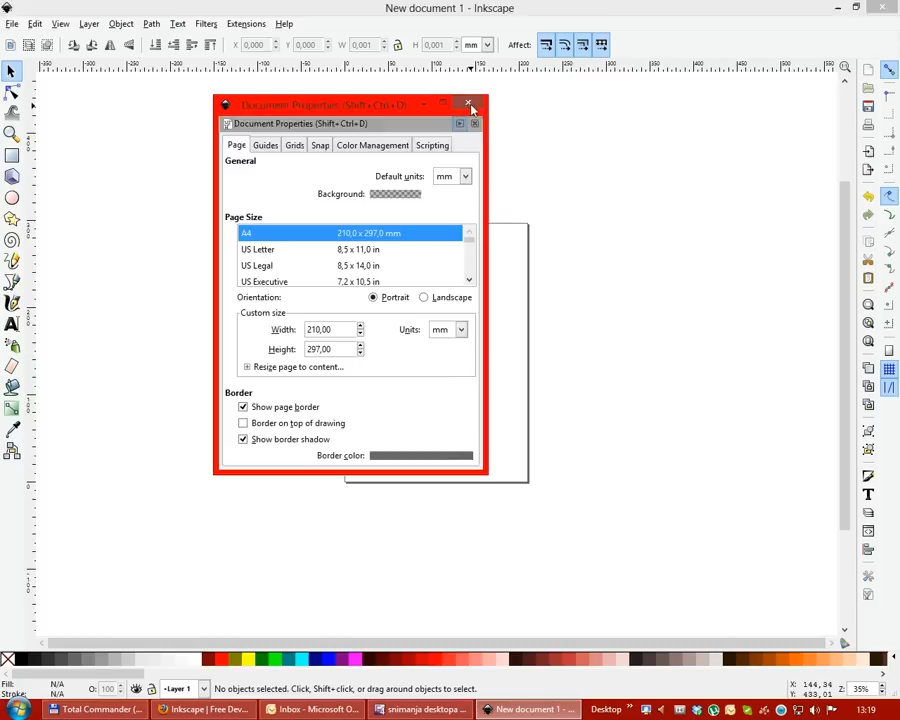 New document 1 - Inkscape
File Edit View Layer Object Path Text Filters Extensions Help
X 0,000 Y 0,000 W 0,001 H 0,001 mm Affect:
Document Properties (Shift+Ctrl+D)
Document Properties (Shift+Ctrl+D)
Page Guides Grids Snap Color Management Scripting
General
Default units: mm
Background:
Page Size
A4 210,0 x 297,0 mm
US Letter 8,5 x 11,0 in
US Legal 8,5 x 14,0 in
US Executive 7,2 x 10,5 in
Orientation: Portrait Landscape
Custom size
Width: 210,00 Units: mm
Height: 297,00
Resize page to content...
Border
Show page border
Border on top of drawing
Show border shadow
Border color:
Fill: N/A
Stroke: N/A
O: 100
Layer 1
No objects selected. Click, Shift+click, or drag around objects to select.
X: 144,34
Y: 433,01
Z: 35%
Total Commander (... Inkscape | Free Dev... Inbox - Microsoft O... snimanja desktopa ... New document 1 - ... Desktop 13:19